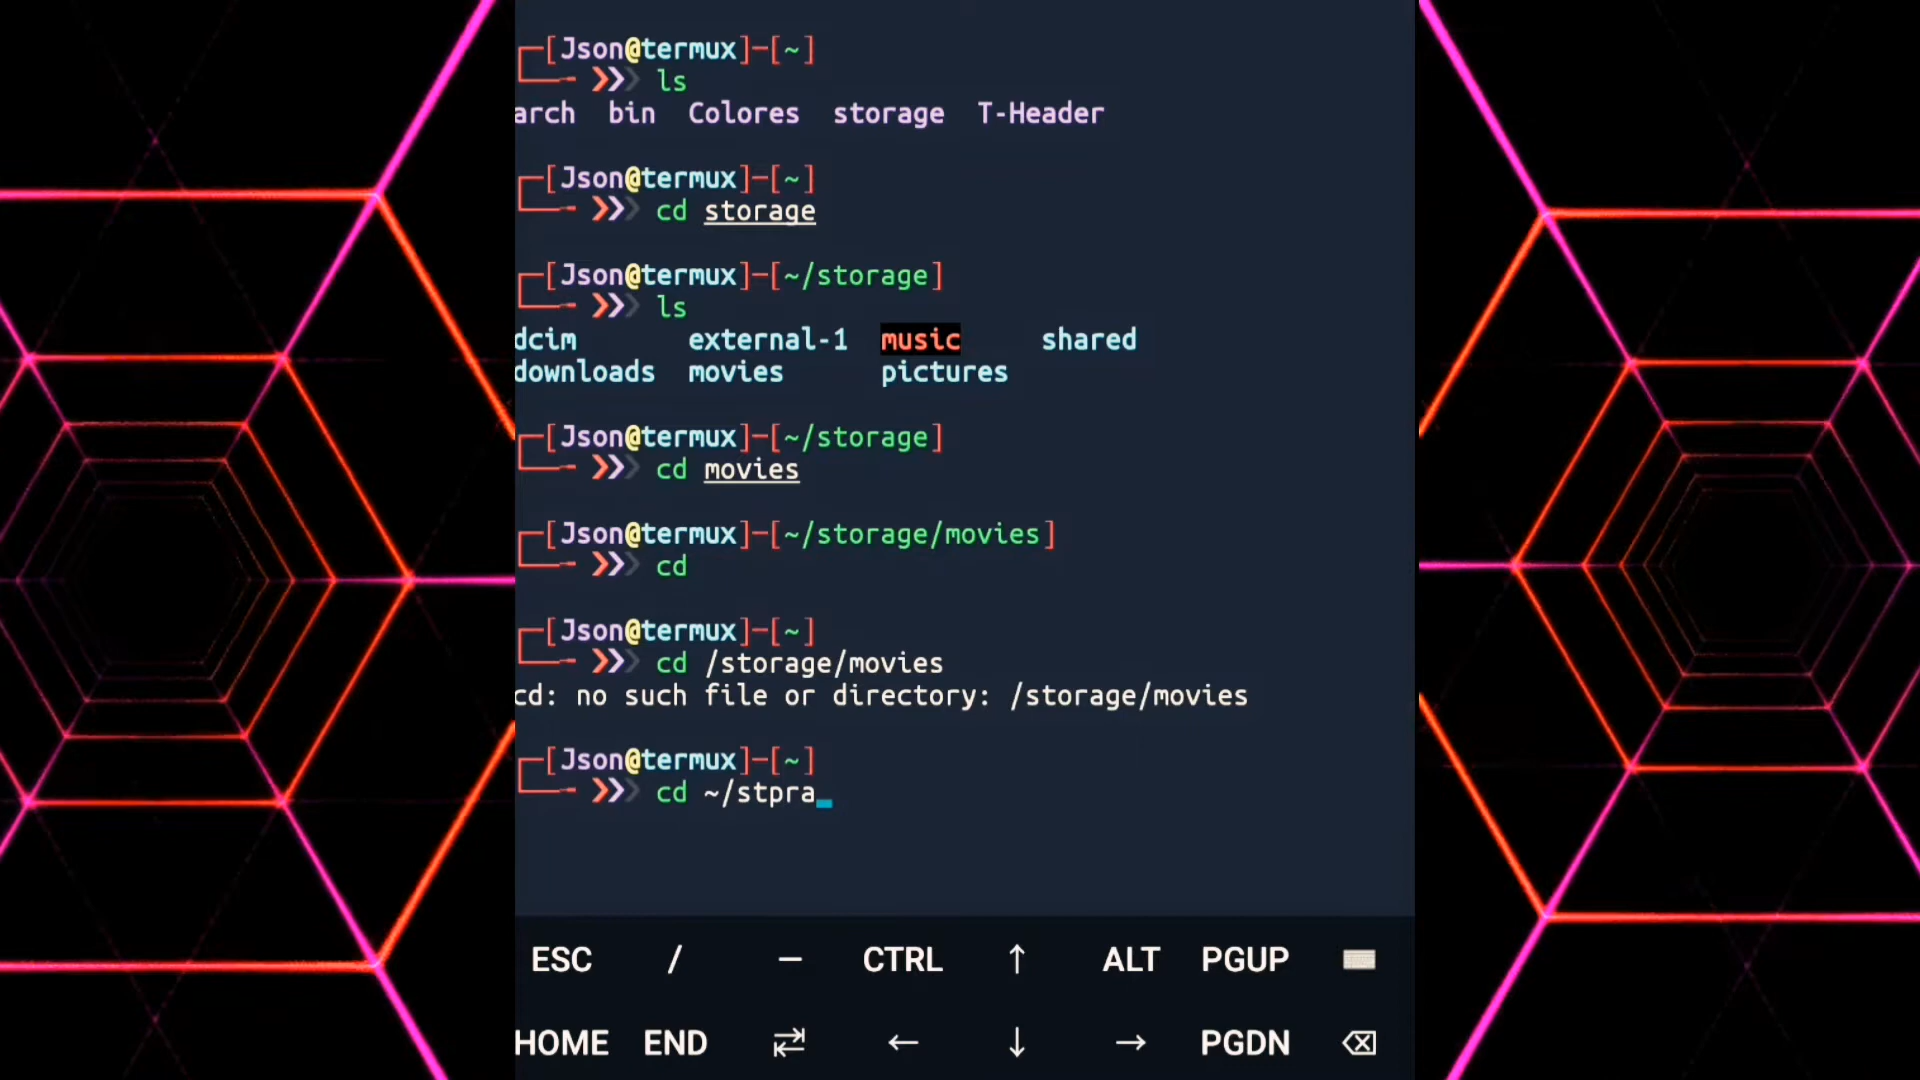 ┌─[Json@termux]─[~]
└──╼ ❯❯❯ ls
arch bin Colores storage T-Header
┌─[Json@termux]─[~]
└──╼ ❯❯❯ cd storage
┌─[Json@termux]─[~/storage]
└──╼ ❯❯❯ ls
dcim external-1 music shared
downloads movies pictures
┌─[Json@termux]─[~/storage]
└──╼ ❯❯❯ cd movies
┌─[Json@termux]─[~/storage/movies]
└──╼ ❯❯❯ cd
┌─[Json@termux]─[~]
└──╼ ❯❯❯ cd /storage/movies
cd: no such file or directory: /storage/movies
┌─[Json@termux]─[~]
└──╼ ❯❯❯ cd ~/stpra
ESC / — CTRL ↑ ALT PGUP
HOME END ⇄ ← ↓ → PGDN ⌫